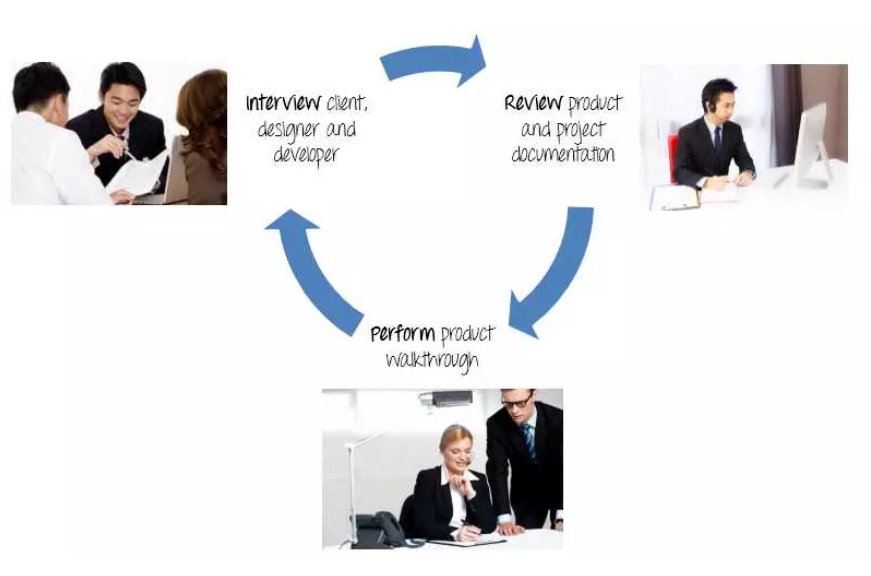 Interview client,
designer and
developer
Review product
and project
documentation
Perform product
walkthrough